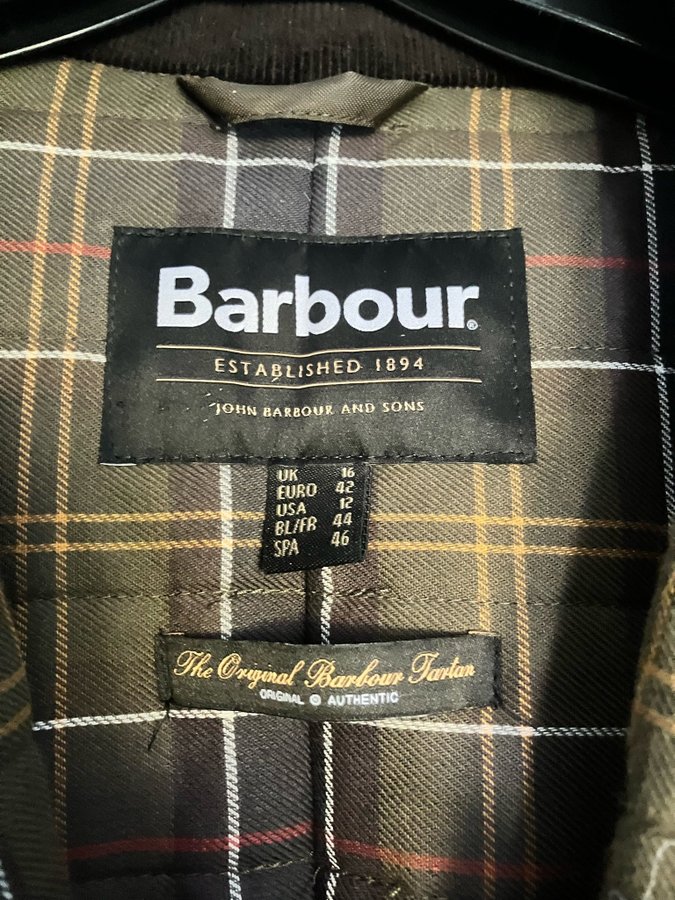 Barbour®
ESTABLISHED 1894
JOHN BARBOUR AND SONS
UK 16
EURO 42
USA 12
BL/FR 44
SPA 46
The Original Barbour Tartan
ORIGINAL AUTHENTIC